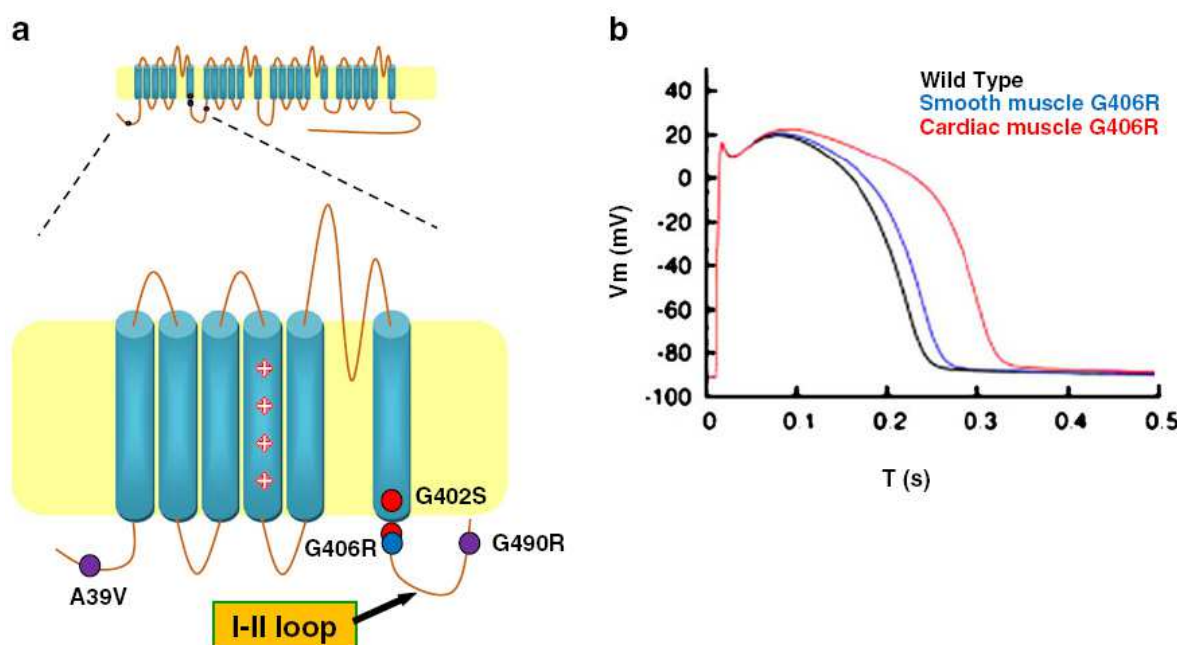 a
G402S
G406R
G490R
A39V
I-II loop
b
Wild Type
Smooth muscle G406R
Cardiac muscle G406R
Vm (mV)
40
20
0
-20
-40
-60
-80
-100
0 0.1 0.2 0.3 0.4 0.5
T (s)